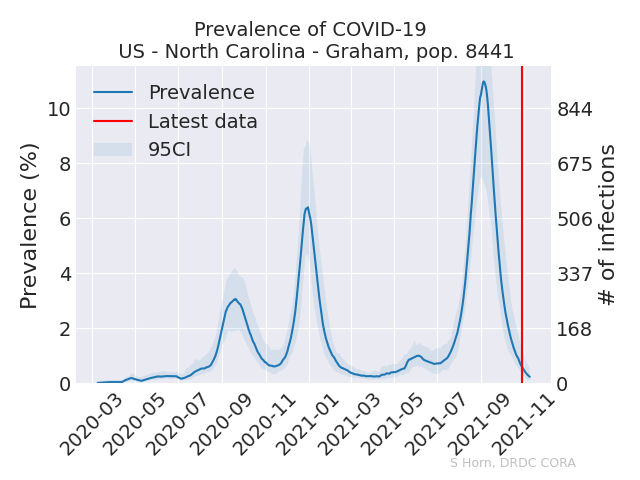 Prevalence of COVID-19
US - North Carolina - Graham, pop. 8441
Prevalence
Latest data
95CI
Prevalence (%)
10
8
6
4
2
0
844
675
506
337
168
0
# of infections
2020-03
2020-05
2020-07
2020-09
2020-11
2021-01
2021-03
2021-05
2021-07
2021-09
2021-11
S Horn, DRDC CORA